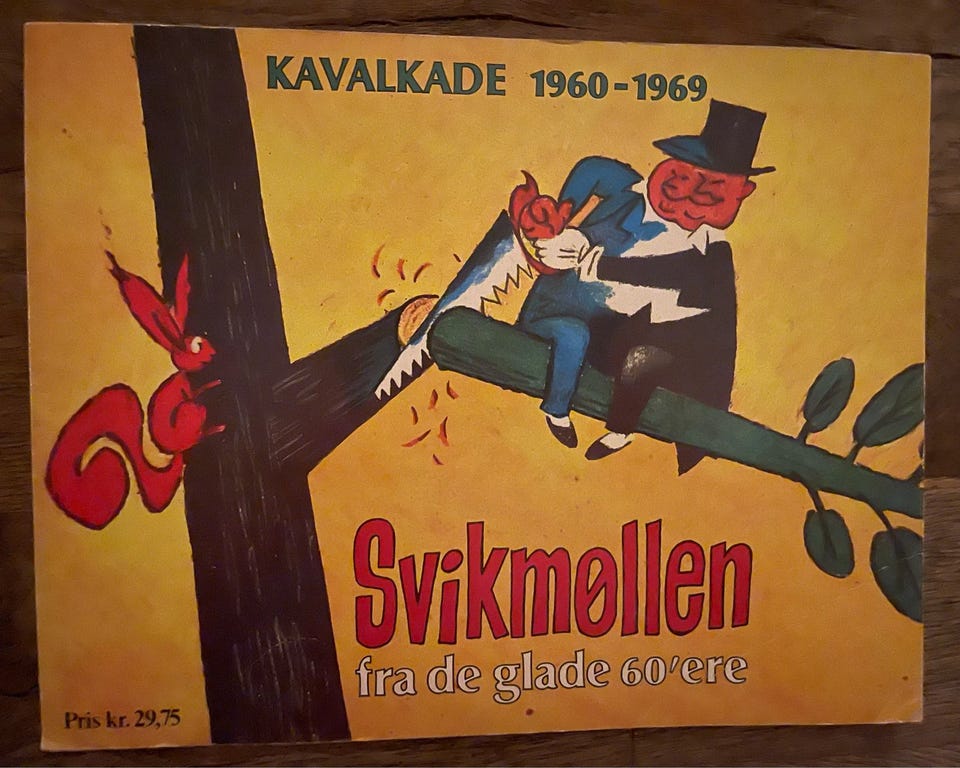 KAVALKADE 1960-1969
Svikmøllen
fra de glade 60'ere
Pris kr. 29,75